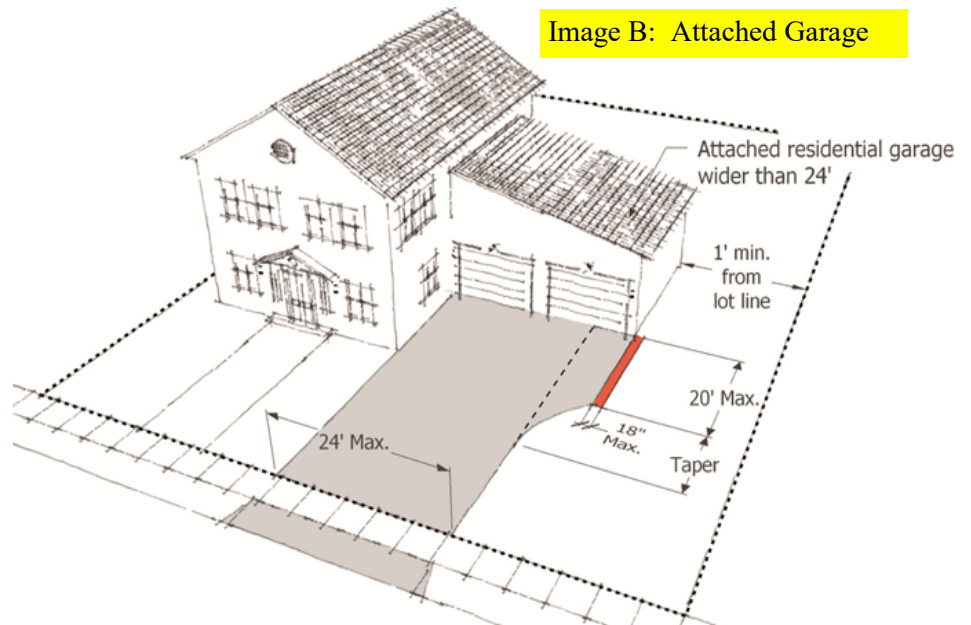 Image B:  Attached Garage
Attached residential garage
wider than 24'
1' min.
from
lot line
20' Max.
24' Max.
18"
Max.
Taper